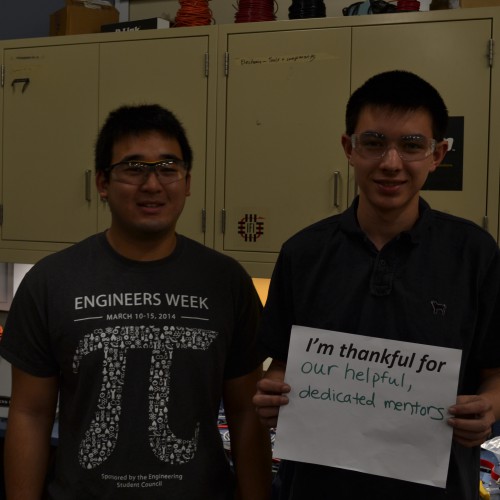 ENGINEERS WEEK
MARCH 10-15, 2014
π
Sponsored by the Engineering
Student Council
I'm thankful for
our helpful,
dedicated mentors